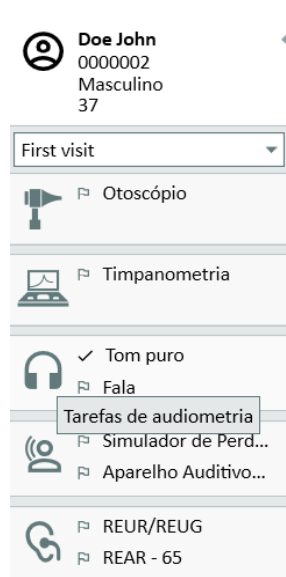 Doe John
0000002
Masculino
37
First visit
Otoscópio
Timpanometria
Tom puro
Fala
Tarefas de audiometria
Simulador de Perd...
Aparelho Auditivo...
REUR/REUG
REAR - 65